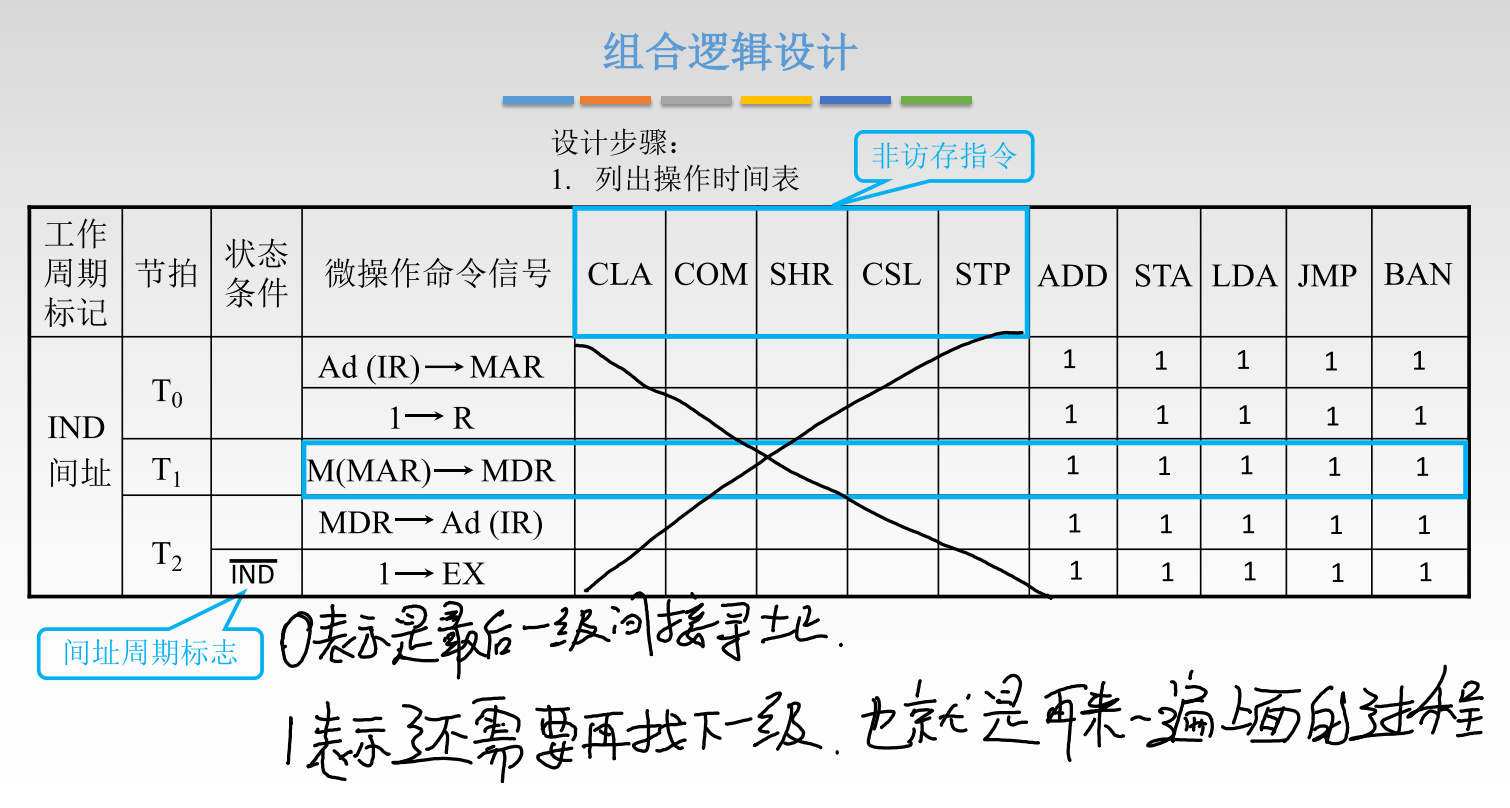 组合逻辑设计
设计步骤：
1. 列出操作时间表
非访存指令
工作周期标记 节拍 状态条件 微操作命令信号 CLA COM SHR CSL STP ADD STA LDA JMP BAN
IND 间址
T0 Ad (IR) → MAR 1 1 1 1 1
1 → R 1 1 1 1 1
T1 M(MAR) → MDR 1 1 1 1 1
T2 MDR → Ad (IR) 1 1 1 1 1
I̅N̅D̅ 1 → EX 1 1 1 1 1
间址周期标志
0表示是最后一级间接寻址.
1表示还需要再找下一级. 也就是再来一遍上面的过程